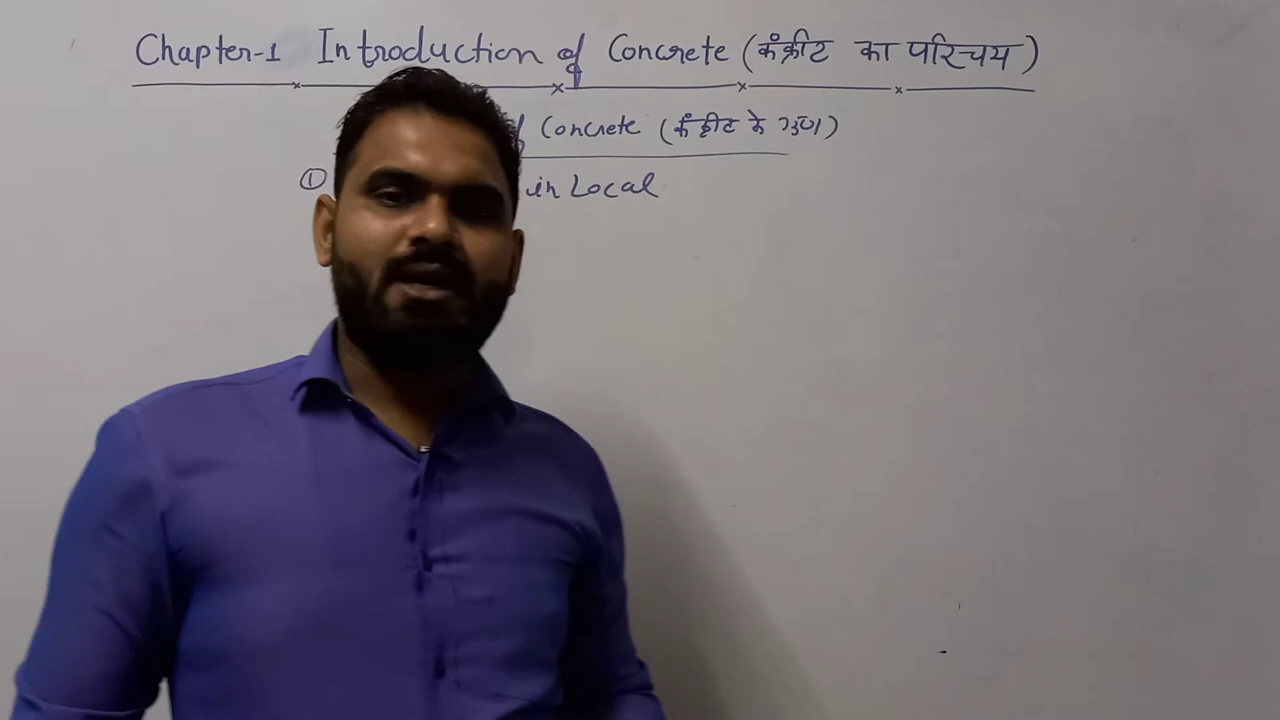 Chapter-1 Introduction of Concrete (कंक्रीट का परिचय)
Concrete (कंक्रीट के गुण)
① in Local